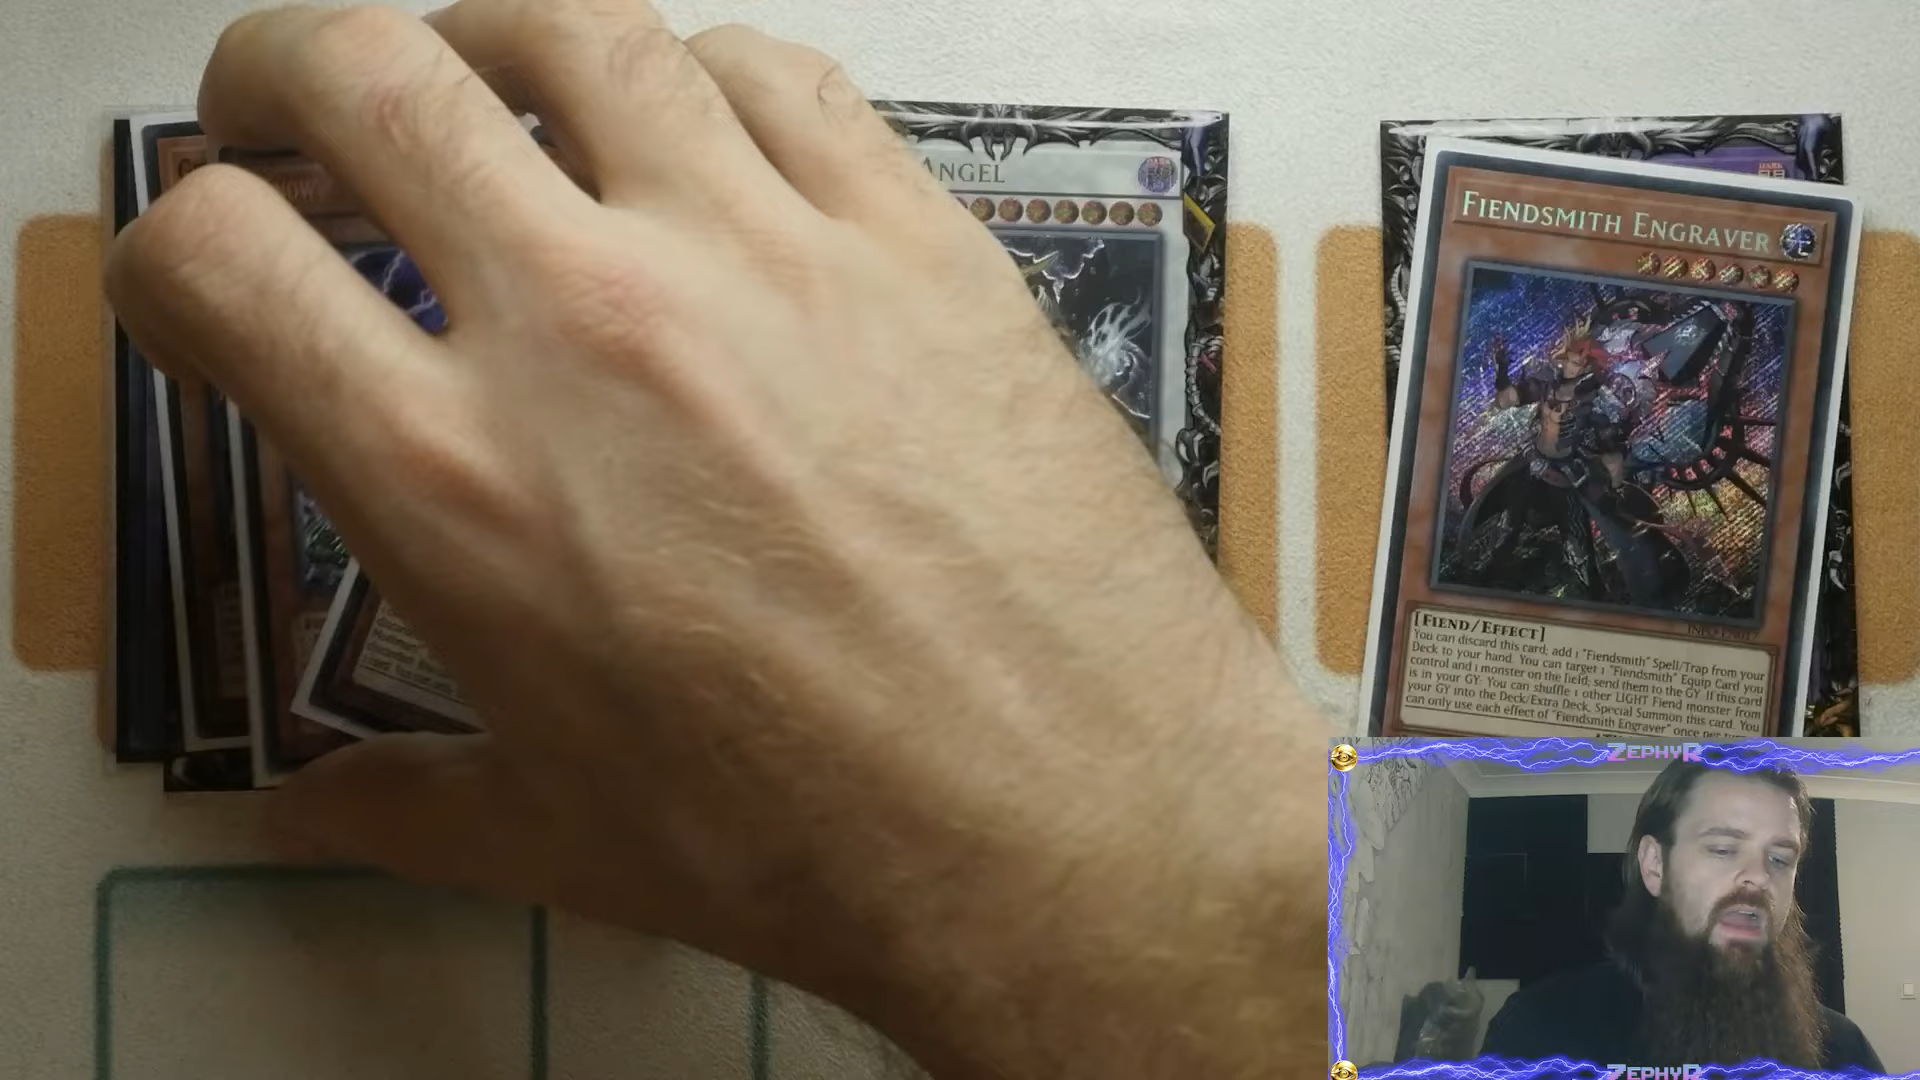 ANGEL
FIENDSMITH ENGRAVER
[FIEND/EFFECT]
You can discard this card; add 1 "Fiendsmith" Spell/Trap from your
Deck to your hand. You can target 1 "Fiendsmith" Equip Card you
control and 1 monster on the field; send them to the GY. If this card
is in your GY: You can shuffle 1 other LIGHT Fiend monster from
your GY into the Deck/Extra Deck; Special Summon this card. You
can only use each effect of "Fiendsmith Engraver" once per turn.
ZEPHYR
ZEPHYR